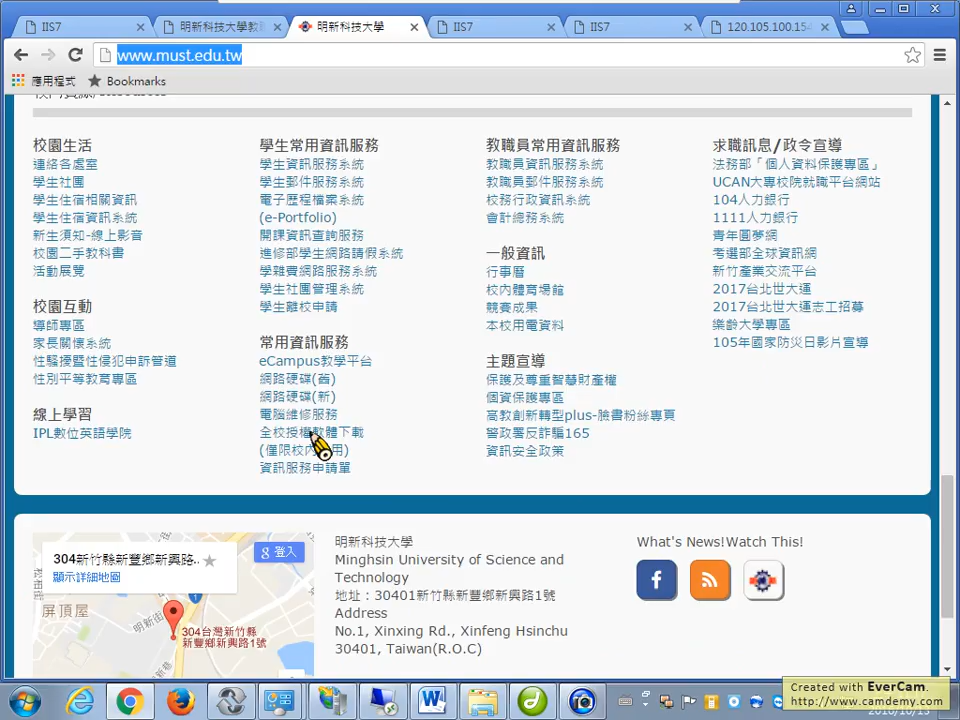 IIS7
明新科技大學教務
明新科技大學
IIS7
IIS7
120.105.100.154
www.must.edu.tw
應用程式
Bookmarks
校園生活
連絡各處室
學生社團
學生住宿相關資訊
學生住宿資訊系統
新生須知-線上影音
校園二手教科書
活動展覽
校園互動
導師專區
家長關懷系統
性騷擾暨性侵犯申訴管道
性別平等教育專區
線上學習
IPL數位英語學院
學生常用資訊服務
學生資訊服務系統
學生郵件服務系統
電子歷程檔案系統
(e-Portfolio)
開課資訊查詢服務
進修部學生網路請假系統
學雜費網路服務系統
學生社團管理系統
學生離校申請
常用資訊服務
eCampus教學平台
網路硬碟(舊)
網路硬碟(新)
電腦維修服務
全校授權軟體下載
(僅限校內使用)
資訊服務申請單
教職員常用資訊服務
教職員資訊服務系統
教職員郵件服務系統
校務行政資訊系統
會計總務系統
一般資訊
行事曆
校內體育場館
競賽成果
本校用電資料
主題宣導
保護及尊重智慧財產權
個資保護專區
高教創新轉型plus-臉書粉絲專頁
警政署反詐騙165
資訊安全政策
求職訊息/政令宣導
法務部「個人資料保護專區」
UCAN大專校院就職平台網站
104人力銀行
1111人力銀行
青年圓夢網
考選部全球資訊網
新竹產業交流平台
2017台北世大運
2017台北世大運志工招募
樂齡大學專區
105年國家防災日影片宣導
304新竹縣新豐鄉新興路..
顯示詳細地圖
登入
屏頂屋
明新街
304台灣新竹縣
新豐鄉新興路1號
明新科技大學
Minghsin University of Science and
Technology
地址：30401新竹縣新豐鄉新興路1號
Address
No.1, Xinxing Rd., Xinfeng Hsinchu
30401, Taiwan(R.O.C)
What's News!Watch This!
Created with EverCam.
http://www.camdemy.com